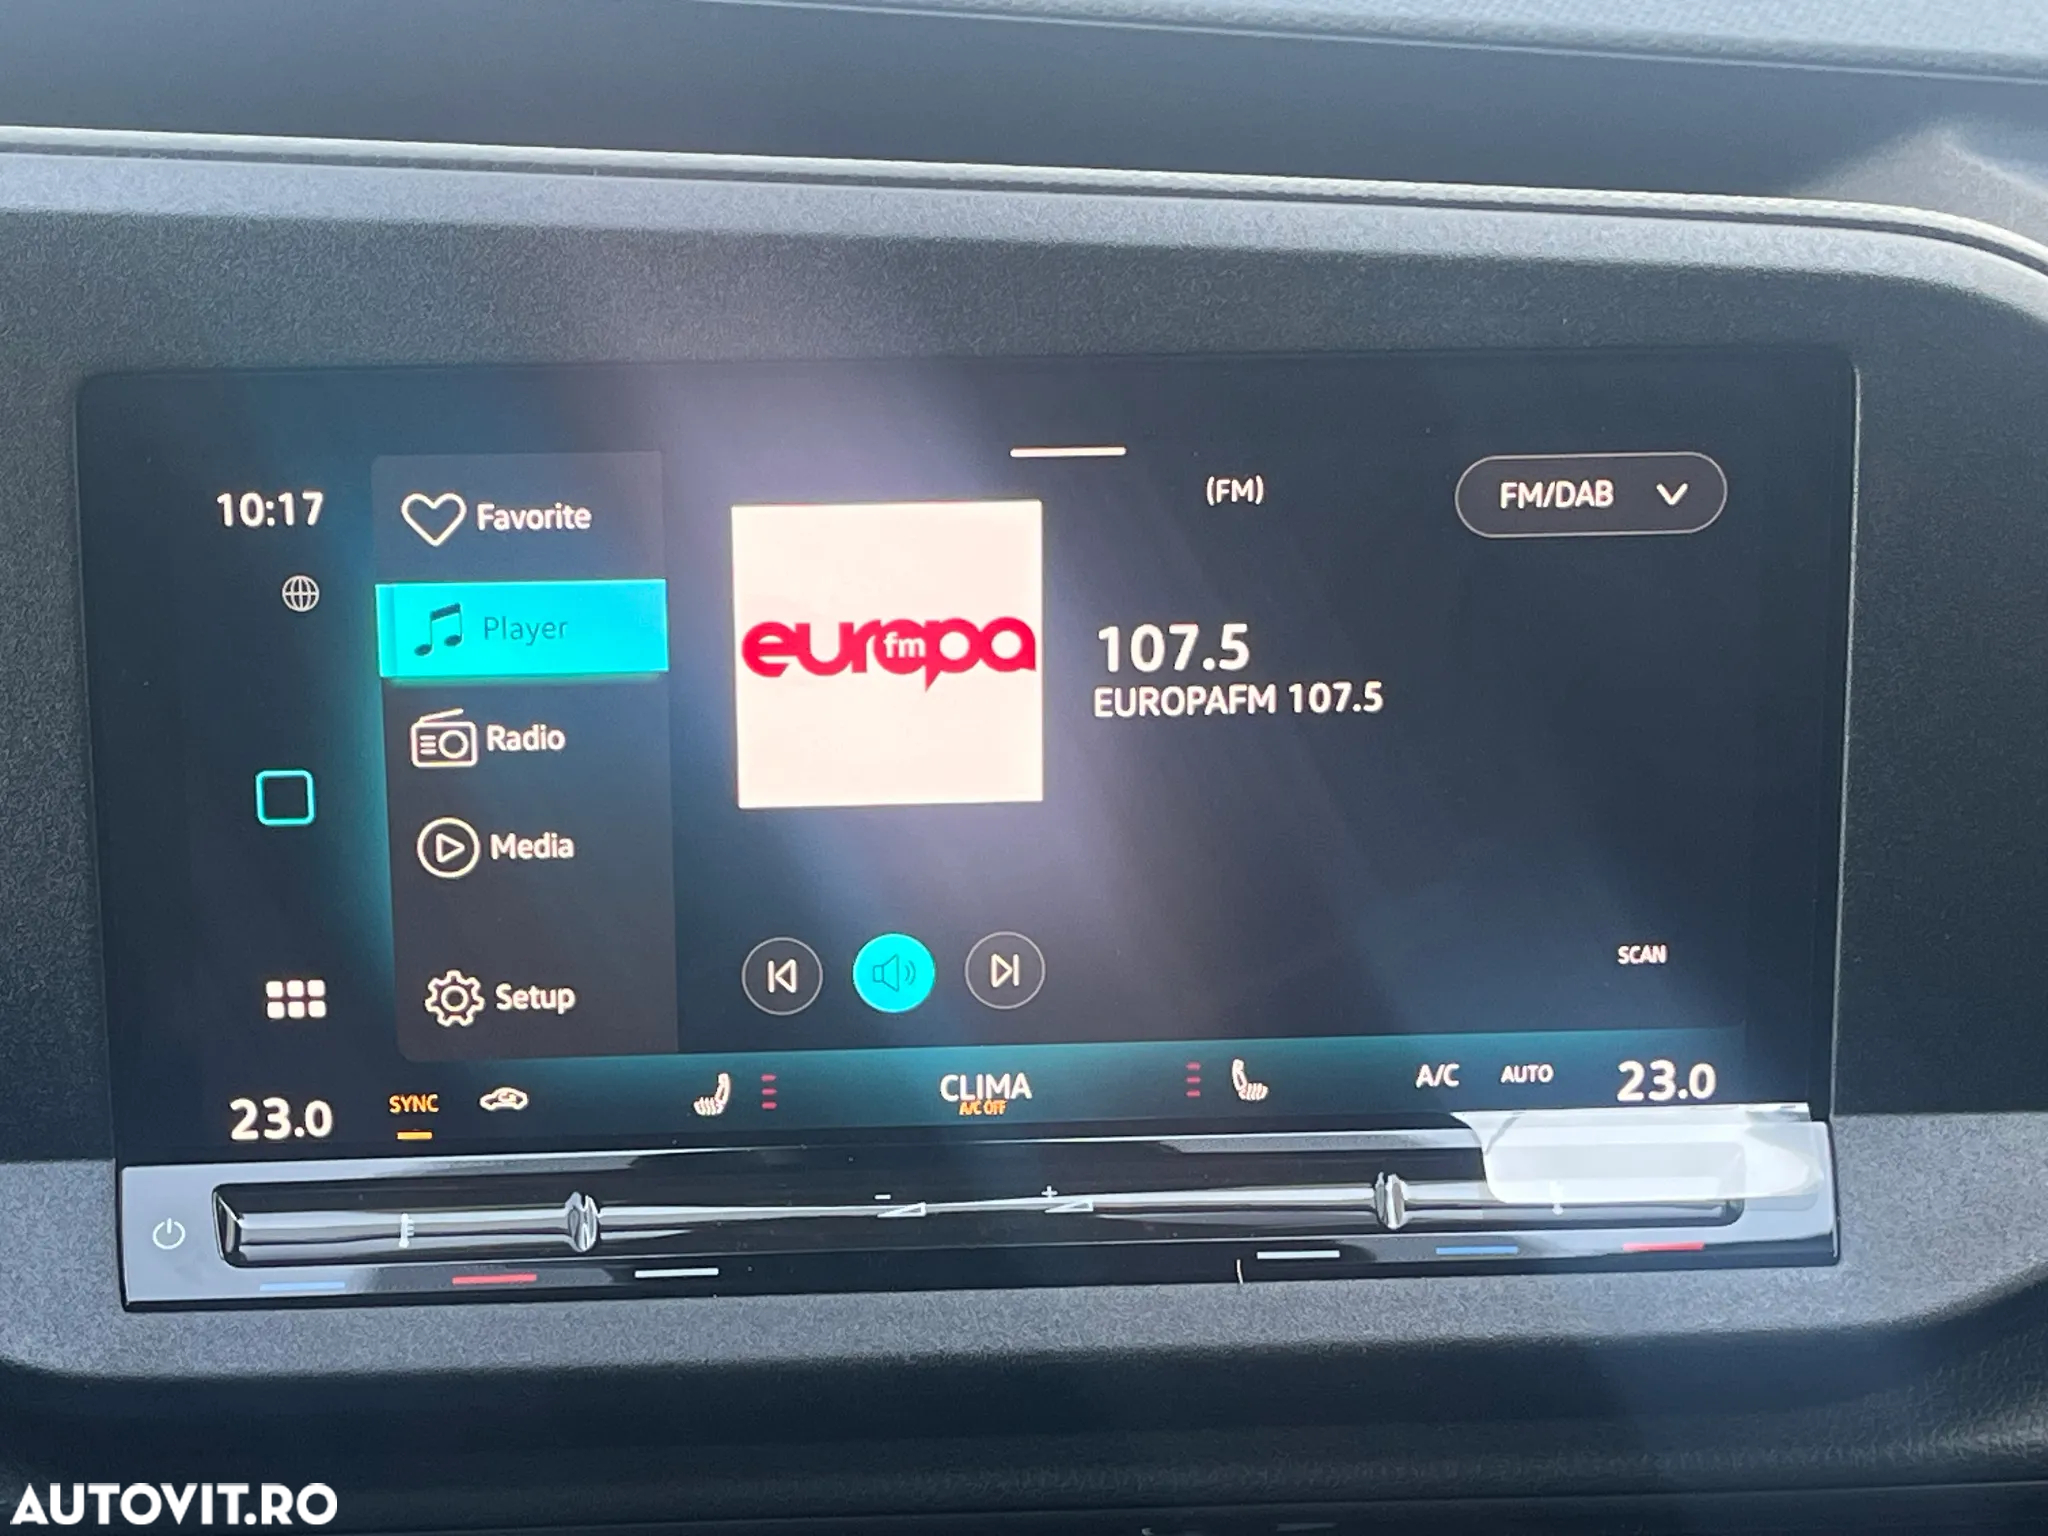 10:17
Favorite
Player
Radio
Media
Setup
(FM)
FM/DAB
europa
fm
107.5
EUROPAFM 107.5
SCAN
23.0
SYNC
CLIMA
A/C OFF
A/C
AUTO
23.0
- +
AUTOVIT.RO